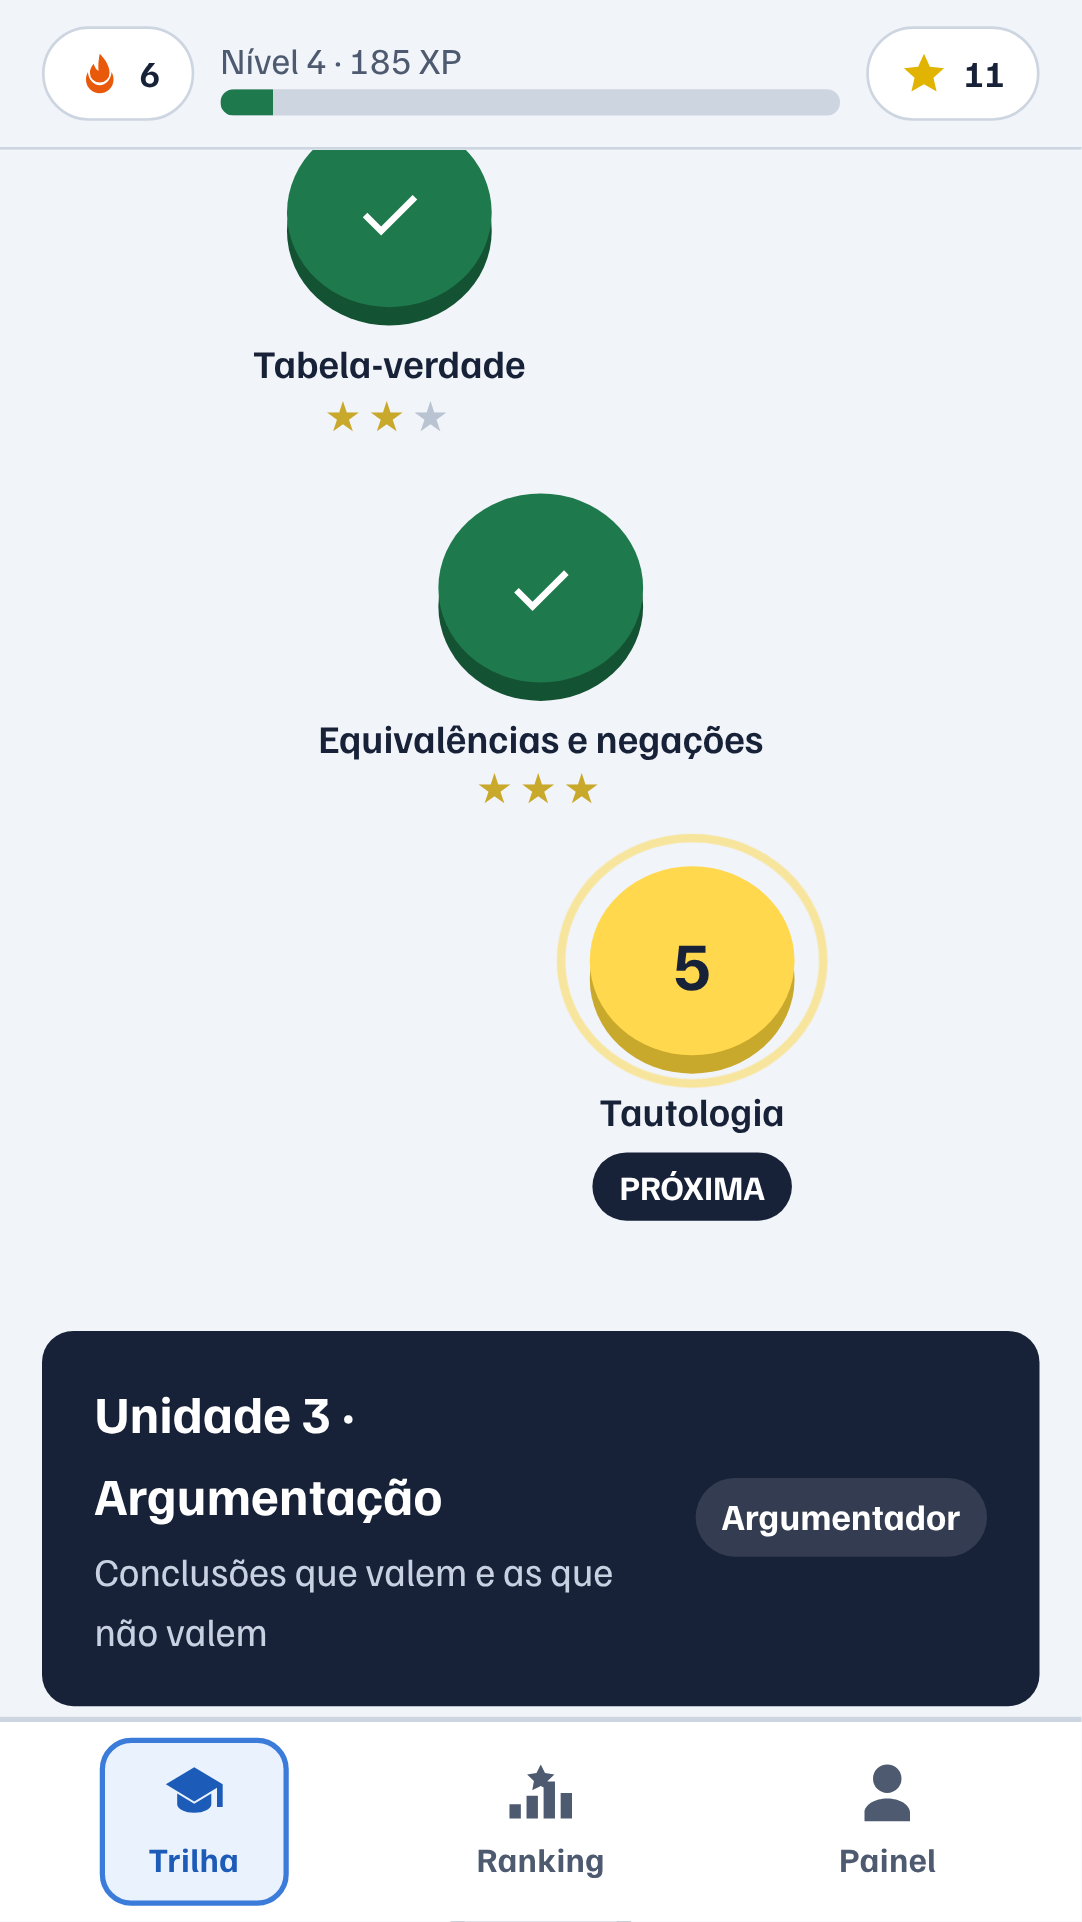 6
Nível 4 · 185 XP
11
Tabela-verdade
Equivalências e negações
5
Tautologia
PRÓXIMA
Unidade 3 ·
Argumentação
Argumentador
Conclusões que valem e as que
não valem
Trilha
Ranking
Painel